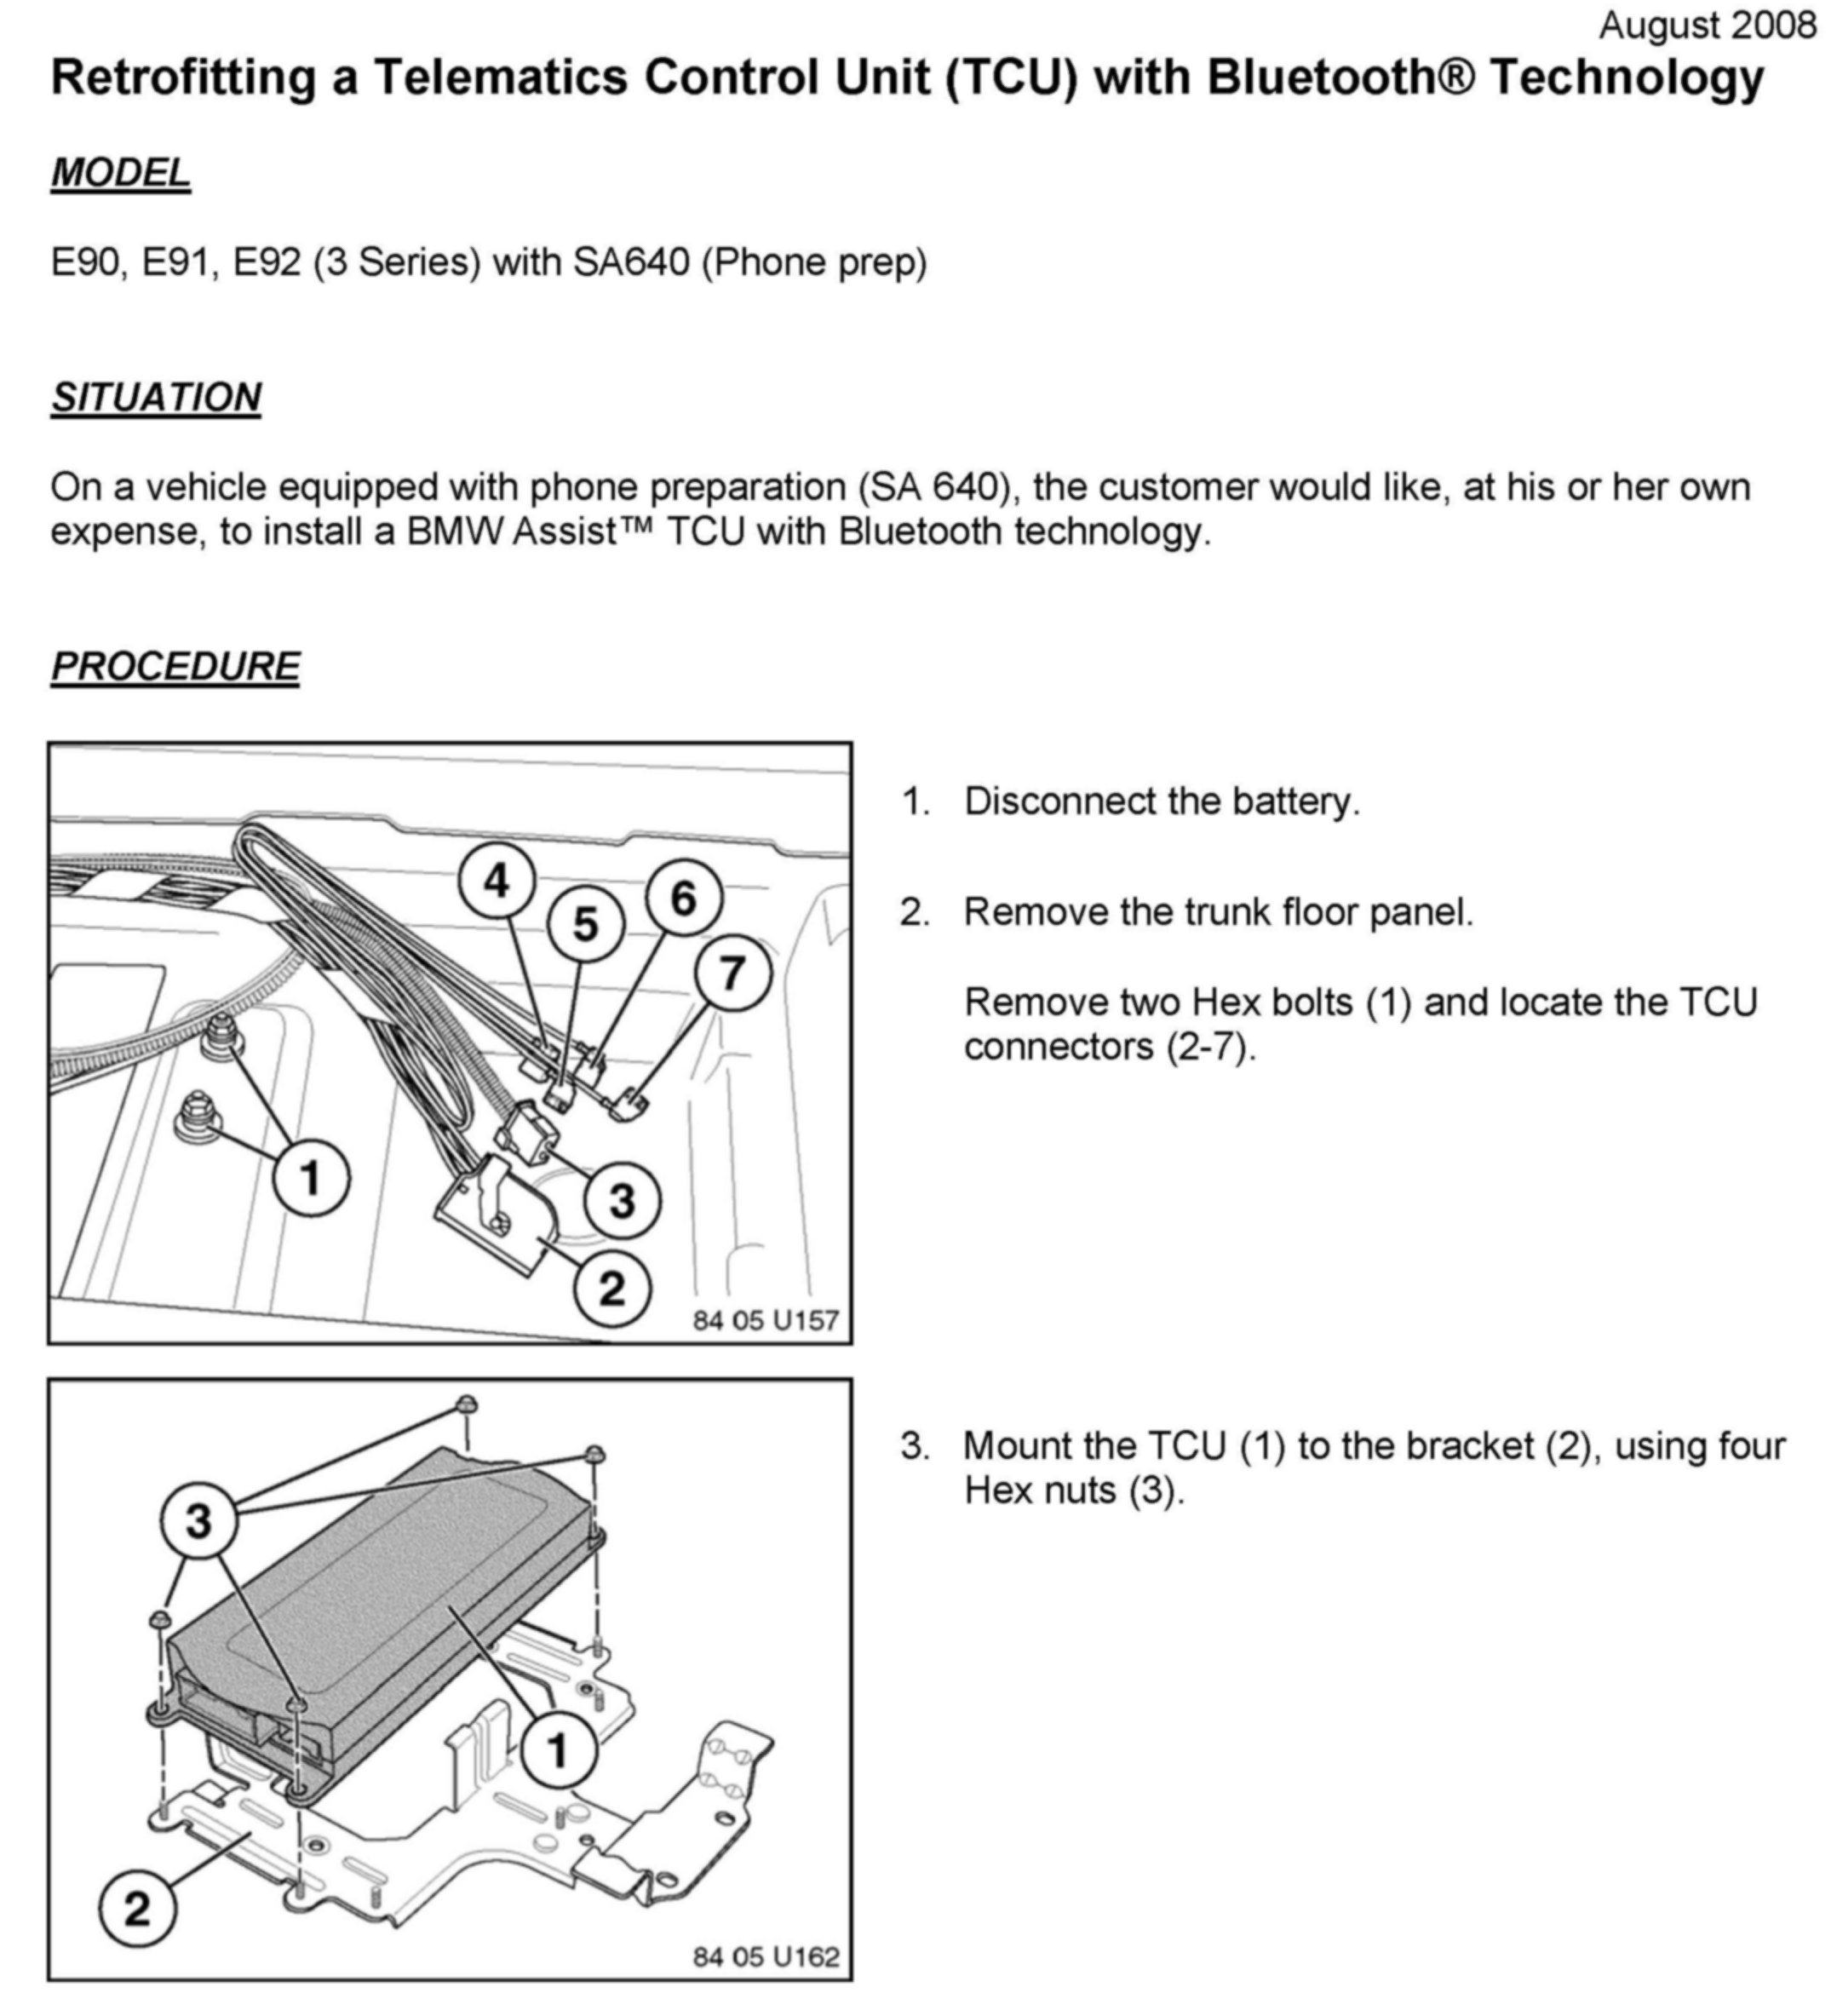 August 2008
Retrofitting a Telematics Control Unit (TCU) with Bluetooth® Technology
MODEL
E90, E91, E92 (3 Series) with SA640 (Phone prep)
SITUATION
On a vehicle equipped with phone preparation (SA 640), the customer would like, at his or her own
expense, to install a BMW Assist™ TCU with Bluetooth technology.
PROCEDURE
4
5
6
7
1
3
2
84 05 U157
1. Disconnect the battery.
2. Remove the trunk floor panel.
Remove two Hex bolts (1) and locate the TCU
connectors (2-7).
3
1
2
84 05 U162
3. Mount the TCU (1) to the bracket (2), using four
Hex nuts (3).